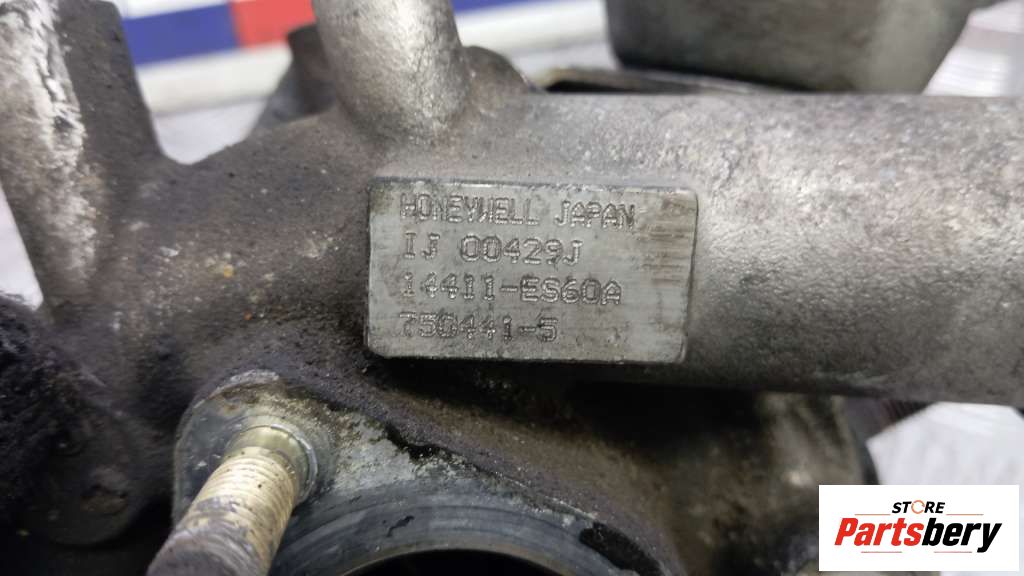 HONEYWELL JAPAN
IJ 00429J
14411-ES60A
750441-5
STORE
Partsbery